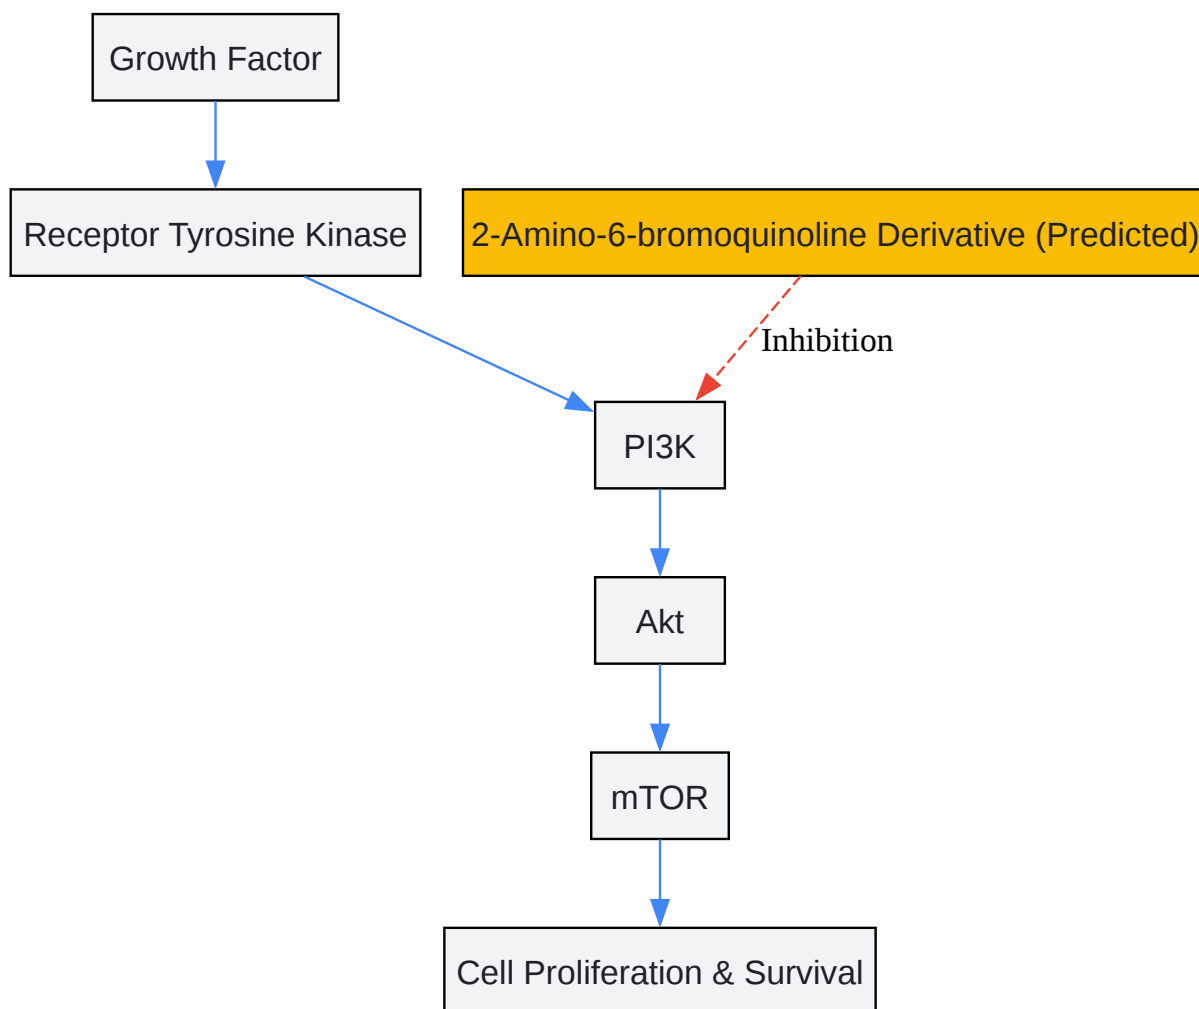 Growth Factor
Receptor Tyrosine Kinase
2-Amino-6-bromoquinoline Derivative (Predicted)
Inhibition
PI3K
Akt
mTOR
Cell Proliferation & Survival